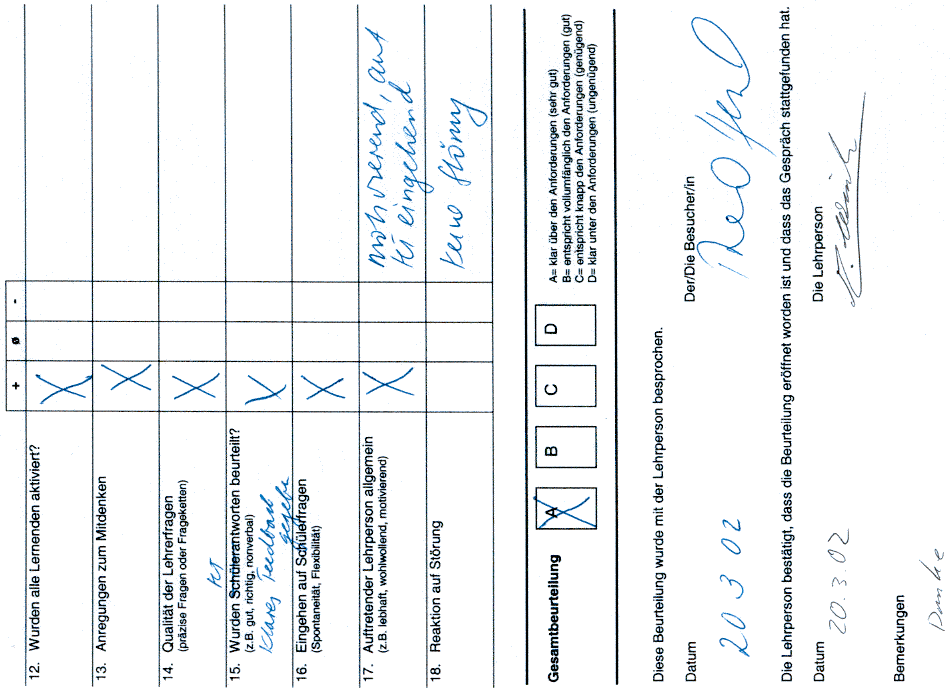 + ø -
12. Wurden alle Lernenden aktiviert?
13. Anregungen zum Mitdenken
14. Qualität der Lehrerfragen
(präzise Fragen oder Frageketten)
15. Wurden Schülerantworten beurteilt?
(z.B. gut, richtig, nonverbal)
klares Feedback
gegeben
16. Eingehen auf Schülerfragen
(Spontaneität, Flexibilität)
17. Auftretender Lehrperson allgemein
(z.B. lebhaft, wohlwollend, motivierend)
motivierend, auf
eingehend
18. Reaktion auf Störung
keine Störung
Gesamtbeurteilung
A B C D
A= klar über den Anforderungen (sehr gut)
B= entspricht vollumfänglich den Anforderungen (gut)
C= entspricht knapp den Anforderungen (genügend)
D= klar unter den Anforderungen (ungenügend)
Diese Beurteilung wurde mit der Lehrperson besprochen.
Datum Der/Die Besucher/in
20 3 02
Die Lehrperson bestätigt, dass die Beurteilung eröffnet worden ist und dass das Gespräch stattgefunden hat.
Datum Die Lehrperson
20.3.02
Bemerkungen
Danke